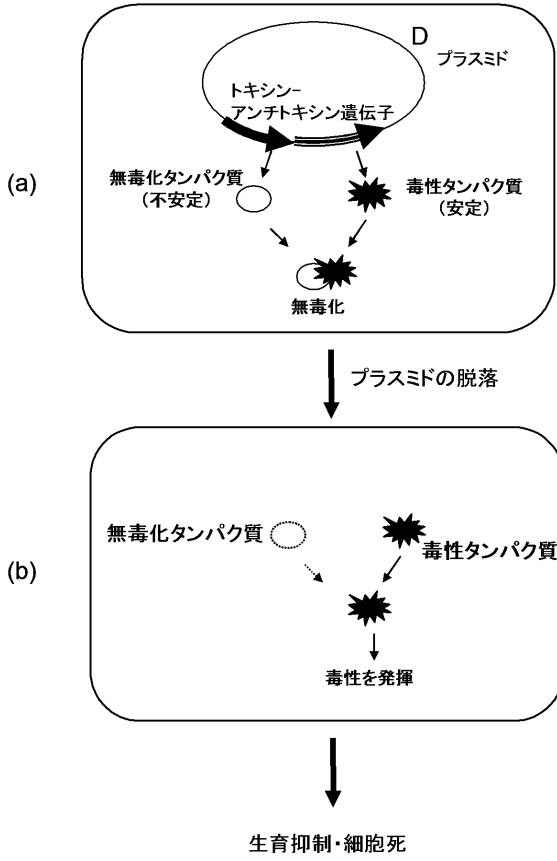 D
プラスミド
トキシン−
アンチトキシン遺伝子
(a)
無毒化タンパク質
(不安定)
毒性タンパク質
(安定)
無毒化
プラスミドの脱落
(b)
無毒化タンパク質
毒性タンパク質
毒性を発揮
生育抑制・細胞死